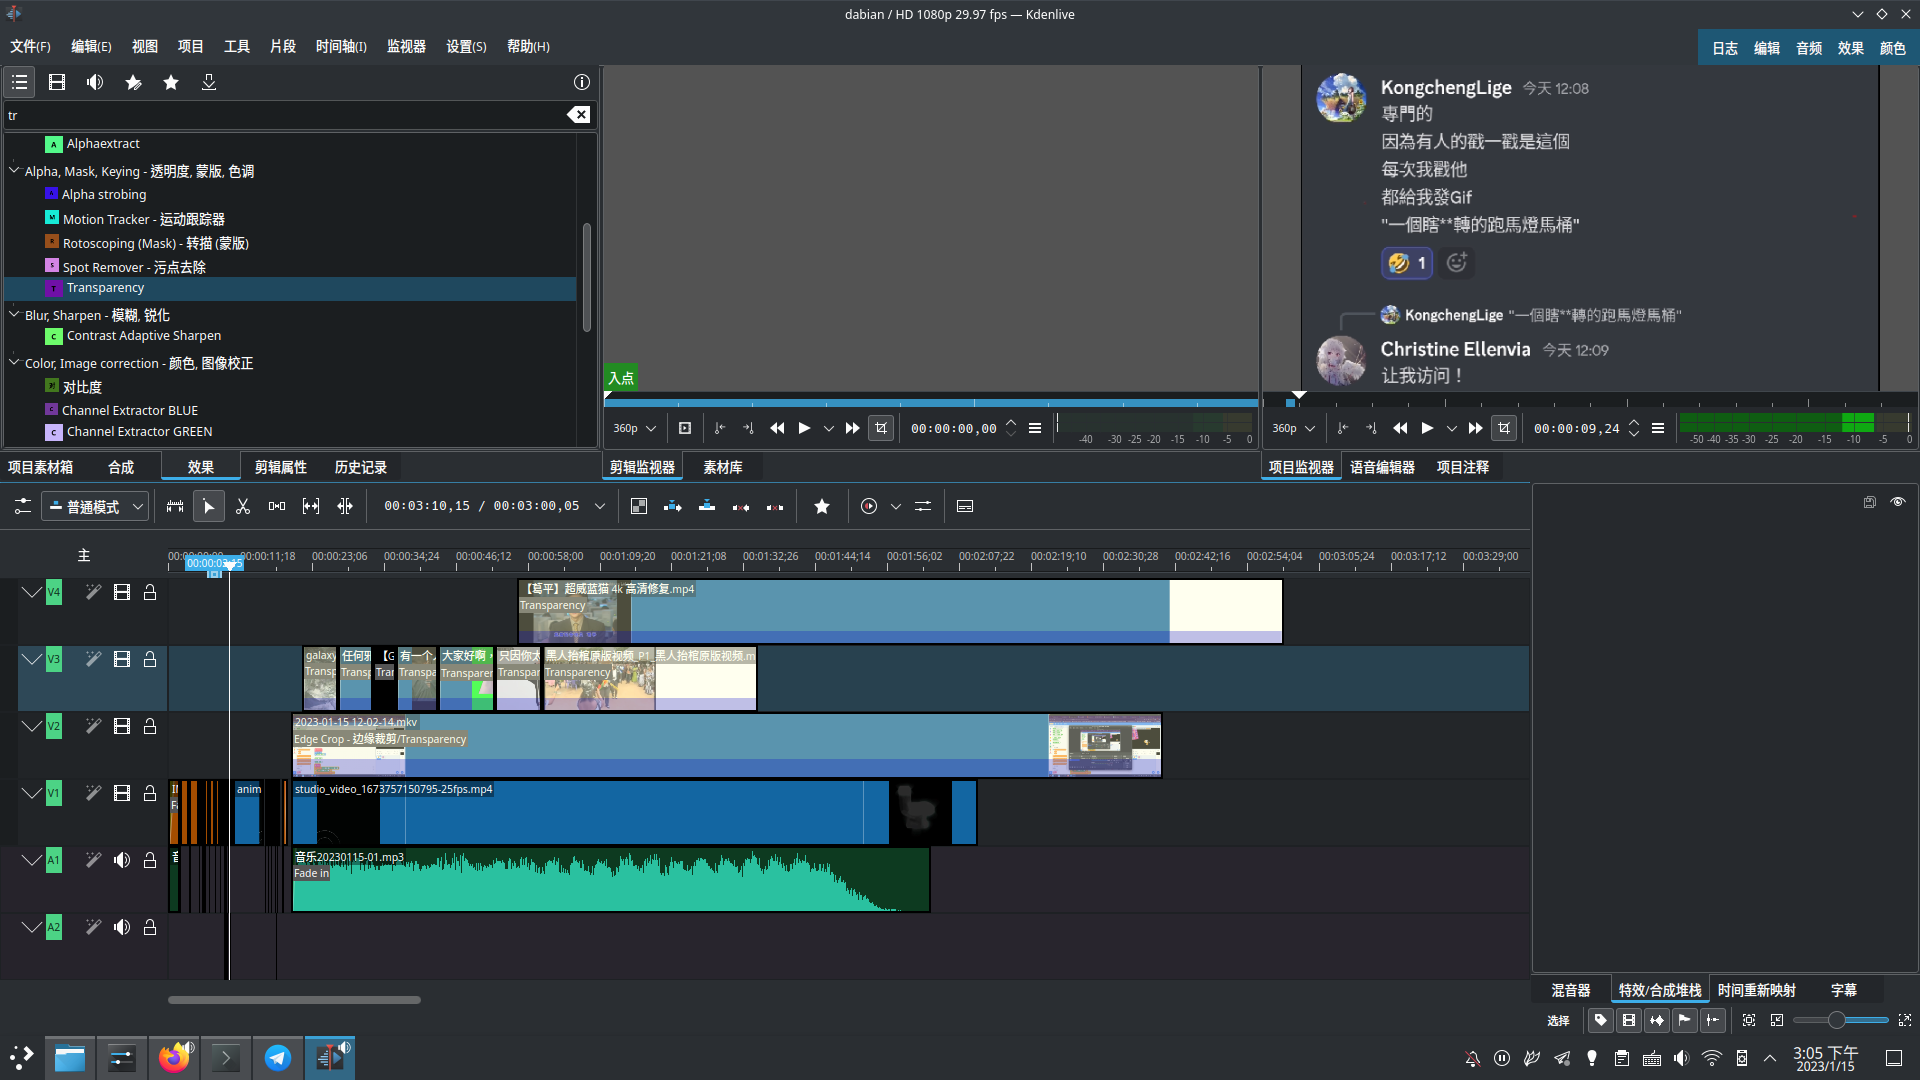 dabian / HD 1080p 29.97 fps — Kdenlive
文件(F) 编辑(E) 视图 项目 工具 片段 时间轴(I) 监视器 设置(S) 帮助(H)
日志 编辑 音频 效果 颜色
tr
Alphaextract
Alpha, Mask, Keying - 透明度, 蒙版, 色调
Alpha strobing
Motion Tracker - 运动跟踪器
Rotoscoping (Mask) - 转描 (蒙版)
Spot Remover - 污点去除
Transparency
Blur, Sharpen - 模糊, 锐化
Contrast Adaptive Sharpen
Color, Image correction - 颜色, 图像校正
对比度
Channel Extractor BLUE
Channel Extractor GREEN
入点
KongchengLige 今天 12:08
專門的
因為有人的戳一戳是這個
每次我戳他
都給我發Gif
"一個瞎**轉的跑馬燈馬桶"
1
KongchengLige "一個瞎**轉的跑馬燈馬桶"
Christine Ellenvia 今天 12:09
让我访问！
360p 00:00:00,00 -40 -30 -25 -20 -15 -10 -5 0
360p 00:00:09,24 -50 -40 -35 -30 -25 -20 -15 -10 -5 0
项目素材箱 合成 效果 剪辑属性 历史记录
剪辑监视器 素材库
项目监视器 语音编辑器 项目注释
普通模式 00:03:10,15 / 00:03:00,05
主
00:00:11;18 00:00:23;06 00:00:34;24 00:00:46;12 00:00:58;00 00:01:09;20 00:01:21;08 00:01:32;26 00:01:44;14 00:01:56;02 00:02:07;22 00:02:19;10 00:02:30;28 00:02:42;16 00:02:54;04 00:03:05;24 00:03:17;12 00:03:29;00
V4 【葛平】超威蓝猫 4k 高清修复.mp4
Transparency
V3 galaxy 任何邪 【G 有一个 大家好啊， 只因你太 黑人抬棺原版视频_P1_黑人抬棺原版视频.m
Transp Transp Trar Transpa Transparer Transpar Transparency
V2 2023-01-15 12-02-14.mkv
Edge Crop - 边缘裁剪/Transparency
V1 anim studio_video_1673757150795-25fps.mp4
A1 音乐20230115-01.mp3
Fade in
A2
混音器 特效/合成堆栈 时间重新映射 字幕
选择
3:05 下午
2023/1/15